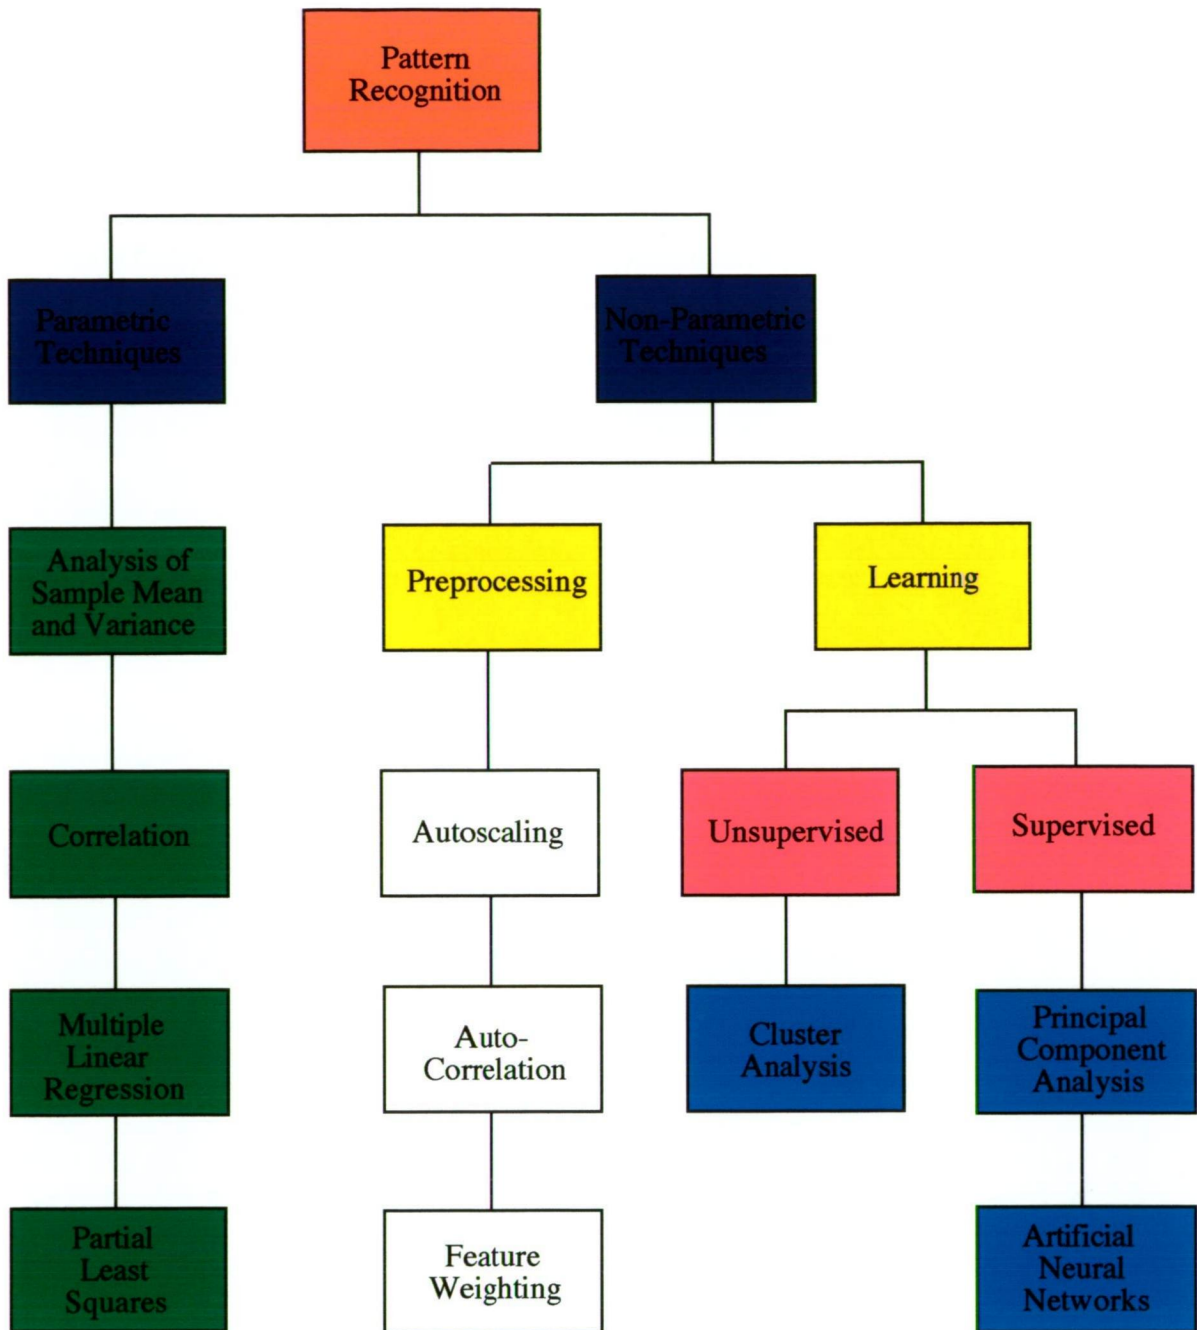 Pattern
Recognition
Parametric
Techniques
Non-Parametric
Techniques
Analysis of
Sample Mean
and Variance
Preprocessing
Learning
Correlation
Autoscaling
Unsupervised
Supervised
Multiple
Linear
Regression
Auto-
Correlation
Cluster
Analysis
Principal
Component
Analysis
Partial
Least
Squares
Feature
Weighting
Artificial
Neural
Networks